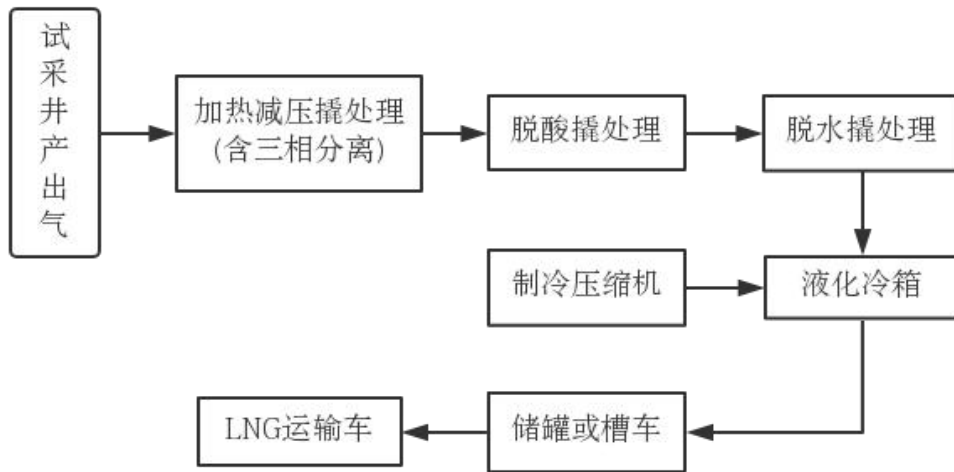 试采井产出气
加热减压撬处理
(含三相分离)
脱酸撬处理
脱水撬处理
制冷压缩机
液化冷箱
LNG运输车
储罐或槽车